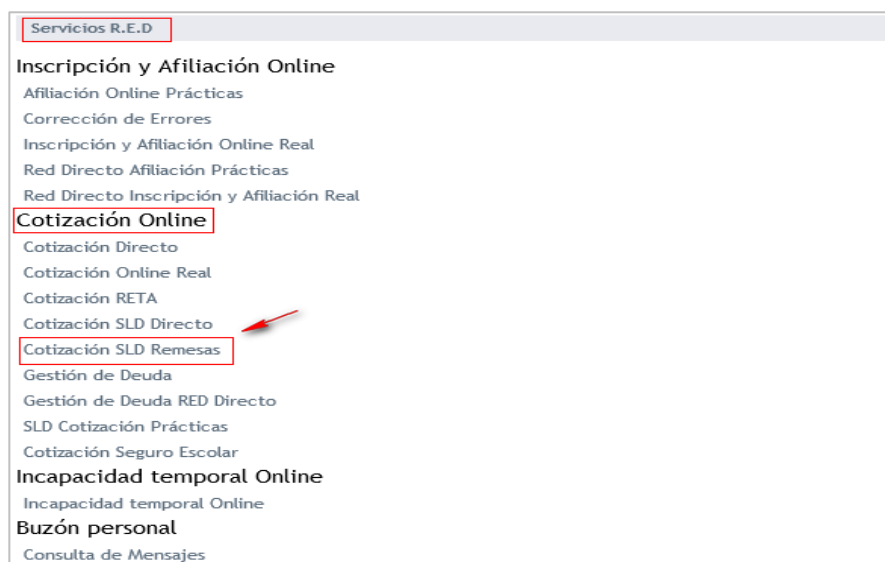 Servicios R.E.D
Inscripción y Afiliación Online
Afiliación Online Prácticas
Corrección de Errores
Inscripción y Afiliación Online Real
Red Directo Afiliación Prácticas
Red Directo Inscripción y Afiliación Real
Cotización Online
Cotización Directo
Cotización Online Real
Cotización RETA
Cotización SLD Directo
Cotización SLD Remesas
Gestión de Deuda
Gestión de Deuda RED Directo
SLD Cotización Prácticas
Cotización Seguro Escolar
Incapacidad temporal Online
Incapacidad temporal Online
Buzón personal
Consulta de Mensajes